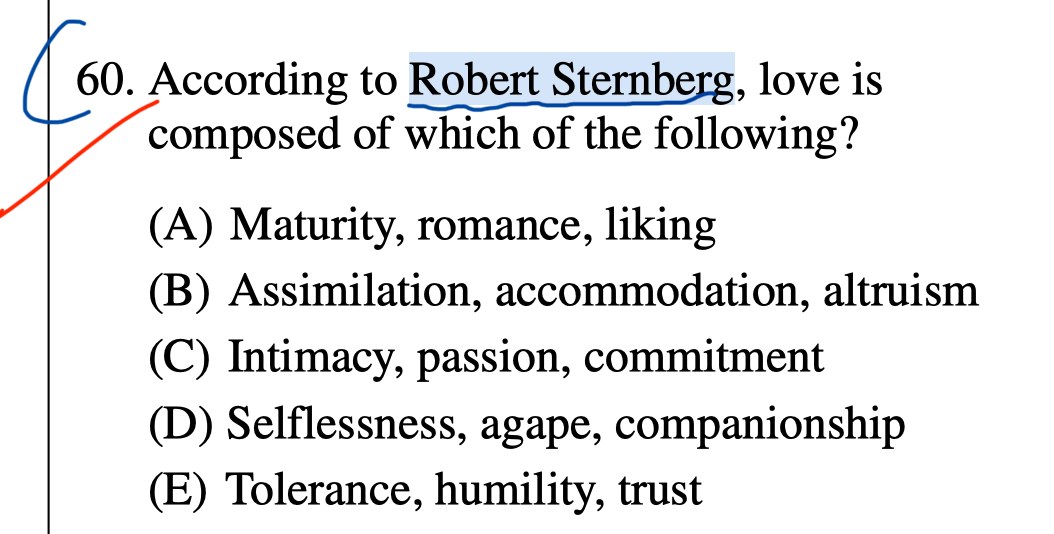 60. According to Robert Sternberg, love is
composed of which of the following?
(A) Maturity, romance, liking
(B) Assimilation, accommodation, altruism
(C) Intimacy, passion, commitment
(D) Selflessness, agape, companionship
(E) Tolerance, humility, trust